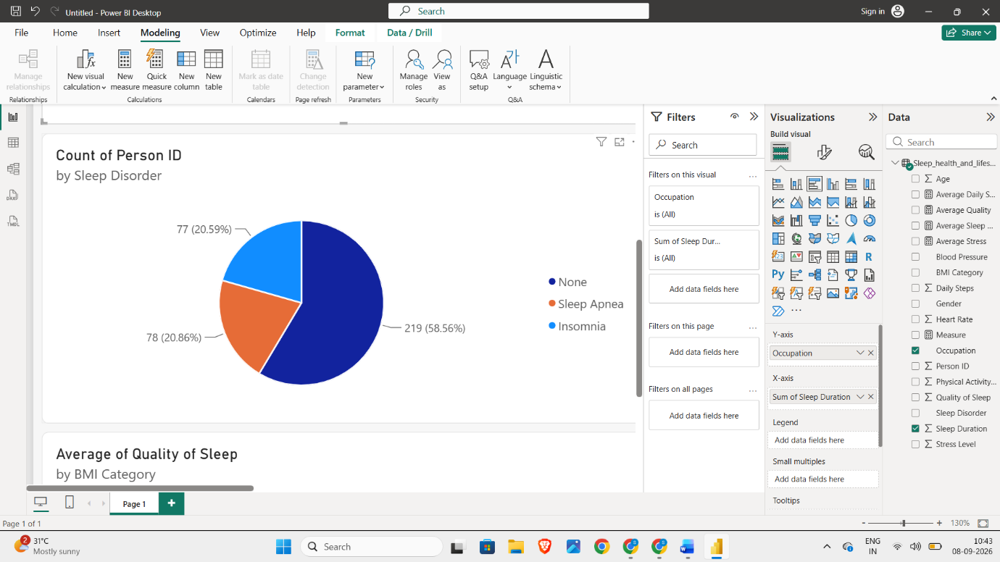 Untitled - Power BI Desktop
Search
Sign in
File
Home
Insert
Modeling
View
Optimize
Help
Format
Data / Drill
Share
Manage relationships
New visual calculation
New measure
Quick measure
New column
New table
Mark as date table
Change detection
New parameter
Manage roles
View as
Q&A setup
Language
Linguistic schema
Relationships
Calculations
Calendars
Page refresh
Parameters
Security
Q&A
Count of Person ID
by Sleep Disorder
77 (20.59%)
78 (20.86%)
219 (58.56%)
None
Sleep Apnea
Insomnia
Average of Quality of Sleep
by BMI Category
Filters
Search
Filters on this visual
Occupation
is (All)
Sum of Sleep Dur...
is (All)
Add data fields here
Filters on this page
Add data fields here
Filters on all pages
Add data fields here
Visualizations
Build visual
123
R
Py
Y-axis
Occupation
X-axis
Sum of Sleep Duration
Legend
Add data fields here
Small multiples
Add data fields here
Tooltips
Data
Search
Sleep_health_and_lifes...
Age
Average Daily S...
Average Quality
Average Sleep ...
Average Stress
Blood Pressure
BMI Category
Daily Steps
Gender
Heart Rate
Measure
Occupation
Person ID
Physical Activity...
Quality of Sleep
Sleep Disorder
Sleep Duration
Stress Level
DAX
TMDL
Page 1
Page 1 of 1
130%
2
31°C
Mostly sunny
Search
ENG
IN
10:43
08-09-2026